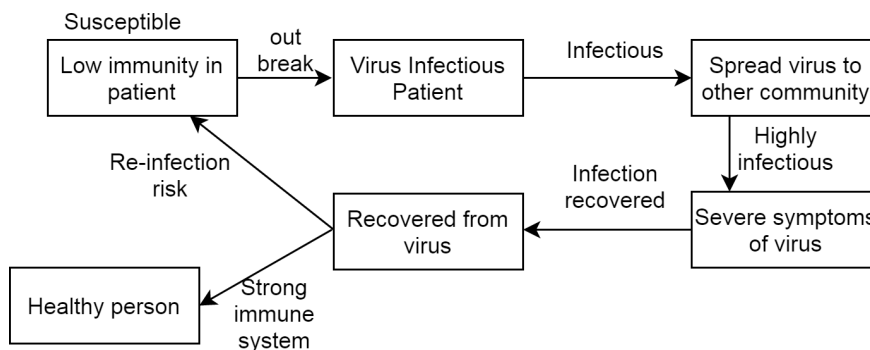 Susceptible
Low immunity in
patient
out
break
Virus Infectious
Patient
Infectious
Spread virus to
other community
Highly
infectious
Severe symptoms
of virus
Infection
recovered
Recovered from
virus
Re-infection
risk
Strong
immune
system
Healthy person